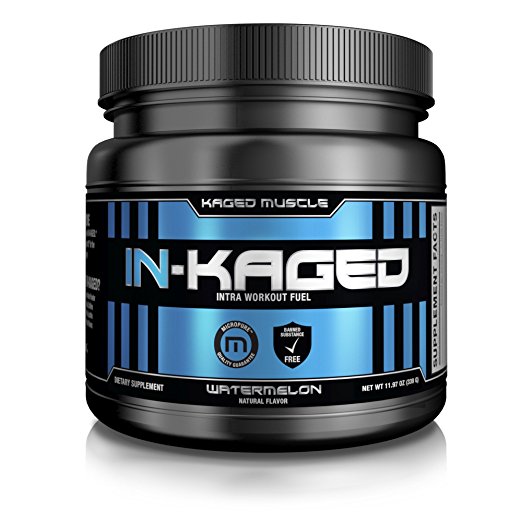 KAGED MUSCLE
IN-KAGED
INTRA WORKOUT FUEL
MICROPURE™
m
QUALITY GUARANTEE
BANNED
SUBSTANCE
FREE
WATERMELON
NATURAL FLAVOR
DIETARY SUPPLEMENT
NET WT 11.97 OZ (339 G)
SUPPLEMENT FACTS